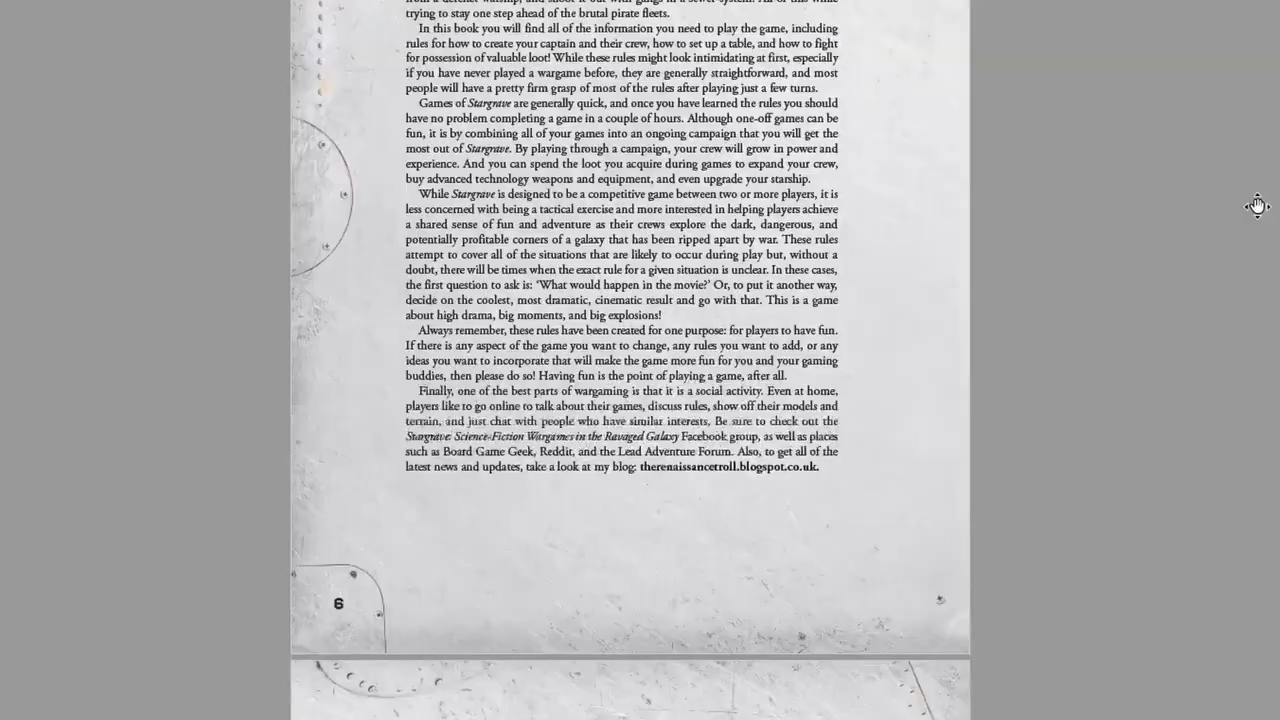 trying to stay one step ahead of the brutal pirate fleets.
In this book you will find all of the information you need to play the game, including
rules for how to create your captain and their crew, how to set up a table, and how to fight
for possession of valuable loot! While these rules might look intimidating at first, especially
if you have never played a wargame before, they are generally straightforward, and most
people will have a pretty firm grasp of most of the rules after playing just a few turns.
Games of Stargrave are generally quick, and once you have learned the rules you should
have no problem completing a game in a couple of hours. Although one-off games can be
fun, it is by combining all of your games into an ongoing campaign that you will get the
most out of Stargrave. By playing through a campaign, your crew will grow in power and
experience. And you can spend the loot you acquire during games to expand your crew,
buy advanced technology weapons and equipment, and even upgrade your starship.
While Stargrave is designed to be a competitive game between two or more players, it is
less concerned with being a tactical exercise and more interested in helping players achieve
a shared sense of fun and adventure as their crews explore the dark, dangerous, and
potentially profitable corners of a galaxy that has been ripped apart by war. These rules
attempt to cover all of the situations that are likely to occur during play but, without a
doubt, there will be times when the exact rule for a given situation is unclear. In these cases,
the first question to ask is: ‘What would happen in the movie?’ Or, to put it another way,
decide on the coolest, most dramatic, cinematic result and go with that. This is a game
about high drama, big moments, and big explosions!
Always remember, these rules have been created for one purpose: for players to have fun.
If there is any aspect of the game you want to change, any rules you want to add, or any
ideas you want to incorporate that will make the game more fun for you and your gaming
buddies, then please do so! Having fun is the point of playing a game, after all.
Finally, one of the best parts of wargaming is that it is a social activity. Even at home,
players like to go online to talk about their games, discuss rules, show off their models and
terrain, and just chat with people who have similar interests. Be sure to check out the
Stargrave: Science-Fiction Wargames in the Ravaged Galaxy Facebook group, as well as places
such as Board Game Geek, Reddit, and the Lead Adventure Forum. Also, to get all of the
latest news and updates, take a look at my blog: therenaissancetroll.blogspot.co.uk.
6